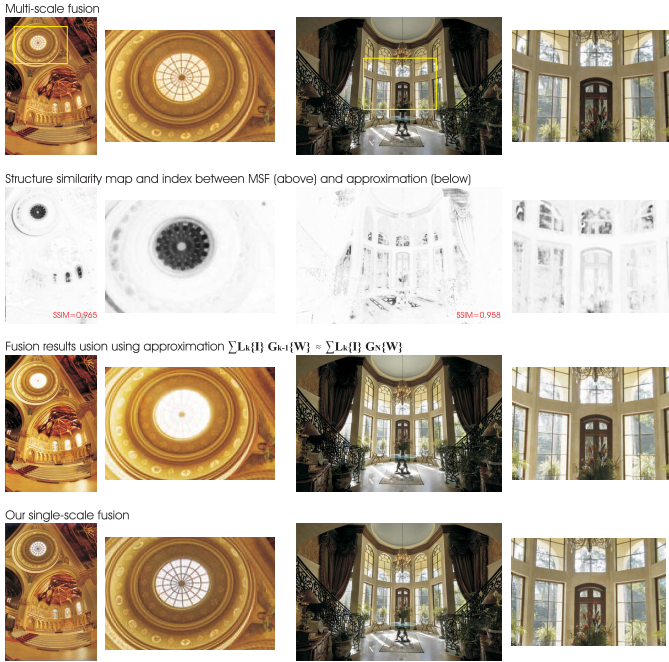 Multi-scale fusion
Structure similarity map and index between MSF (above) and approximation (below)
SSIM=0.965
SSIM=0.958
Fusion results usion using approximation ∑Lk{I} Gk-1{W} ≈ ∑Lk{I} GN{W}
Our single-scale fusion